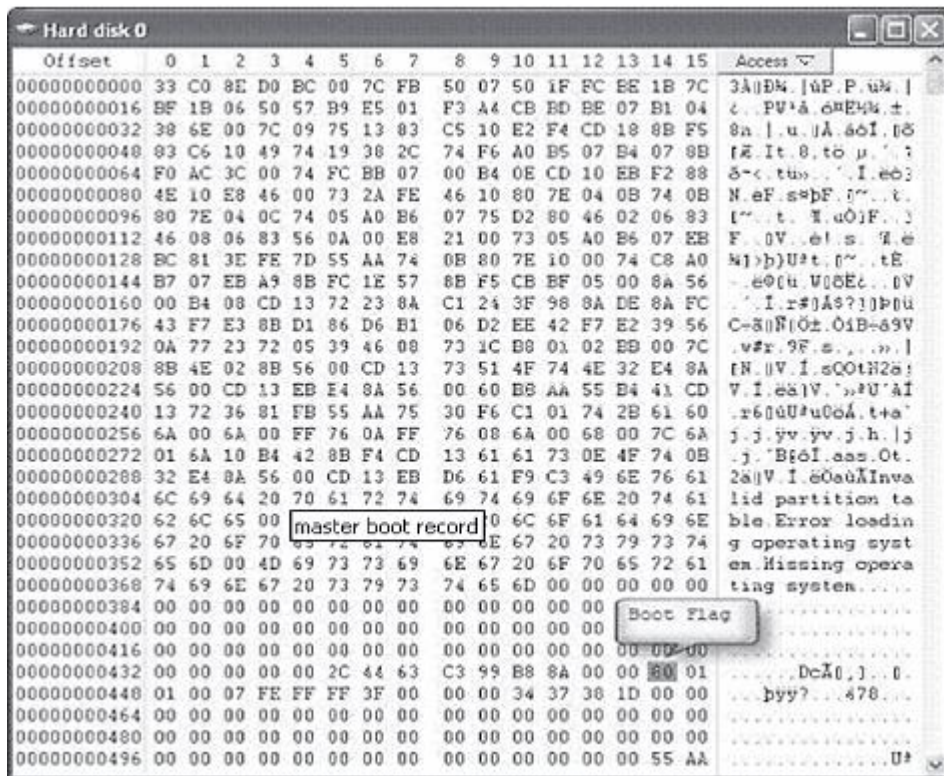 Hard disk 0
Offset 0 1 2 3 4 5 6 7 8 9 10 11 12 13 14 15 Access
00000000000 33 C0 8E D0 BC 00 7C FB 50 07 50 1F FC BE 1B 7C
00000000016 BF 1B 06 50 57 B9 E5 01 F3 A4 CB BD BE 07 B1 04
00000000032 38 6E 00 7C 09 75 13 83 C5 10 E2 F4 CD 18 8B F5
00000000048 83 C6 10 49 74 19 38 2C 74 F6 A0 B5 07 B4 07 8B
00000000064 F0 AC 3C 00 74 FC BB 07 00 B4 0E CD 10 EB F2 88
00000000080 4E 10 E8 46 00 73 2A FE 46 10 80 7E 04 0B 74 0B
00000000096 80 7E 04 0C 74 05 A0 B6 07 75 D2 80 46 02 06 83
00000000112 46 08 06 83 56 0A 00 E8 21 00 73 05 A0 B6 07 EB
00000000128 BC 81 3E FE 7D 55 AA 74 0B 80 7E 10 00 74 C8 A0
00000000144 B7 07 EB A9 8B FC 1E 57 8B F5 CB BF 05 00 8A 56
00000000160 00 B4 08 CD 13 72 23 8A C1 24 3F 98 8A DE 8A FC
00000000176 43 F7 E3 8B D1 86 D6 B1 06 D2 EE 42 F7 E2 39 56
00000000192 0A 77 23 72 05 39 46 08 73 1C B8 01 02 BB 00 7C
00000000208 8B 4E 02 8B 56 00 CD 13 73 51 4F 74 4E 32 E4 8A
00000000224 56 00 CD 13 EB E4 8A 56 00 60 BB AA 55 B4 41 CD
00000000240 13 72 36 81 FB 55 AA 75 30 F6 C1 01 74 2B 61 60
00000000256 6A 00 6A 00 FF 76 0A FF 76 08 6A 00 68 00 7C 6A
00000000272 01 6A 10 B4 42 8B F4 CD 13 61 61 73 0E 4F 74 0B
00000000288 32 E4 8A 56 00 CD 13 EB D6 61 F9 C3 49 6E 76 61
00000000304 6C 69 64 20 70 61 72 74 69 74 69 6F 6E 20 74 61 lid partition ta
00000000320 62 6C 65 00 master boot record 6C 6F 61 64 69 6E ble.Error loadin
00000000336 67 20 6F 70 6E 67 20 73 79 73 74 g operating syst
00000000352 65 6D 00 4D 69 73 73 69 6E 67 20 6F 70 65 72 61 em.Missing opera
00000000368 74 69 6E 67 20 73 79 73 74 65 6D 00 00 00 00 00 ting system.....
00000000384 00 00 00 00 00 00 00 00 00 00 00 00 Boot Flag
00000000400 00 00 00 00 00 00 00 00 00 00 00 00
00000000416 00 00 00 00 00 00 00 00 00 00 00 00
00000000432 00 00 00 00 00 2C 44 63 C3 99 B8 8A 00 00 80 01
00000000448 01 00 07 FE FF FF 3F 00 00 00 34 37 38 1D 00 00
00000000464 00 00 00 00 00 00 00 00 00 00 00 00 00 00 00 00
00000000480 00 00 00 00 00 00 00 00 00 00 00 00 00 00 00 00
00000000496 00 00 00 00 00 00 00 00 00 00 00 00 00 00 55 AA